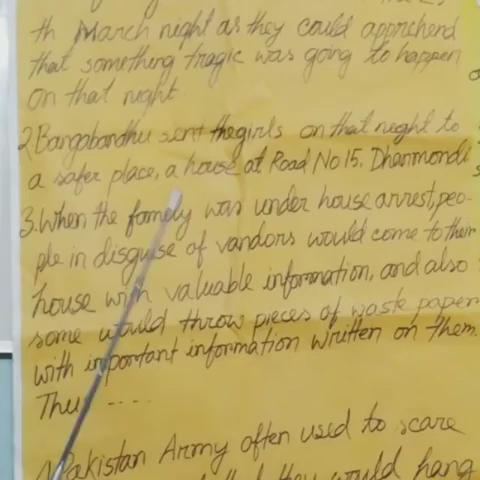 th March night as they could apprehend
that something tragic was going to happen
on that night.
2. Bangabandhu sent the girls on that night to
a safer place, a house at Road No 15. Dhanmondi
3. When the family was under house arrest, peo-
ple in disguise of vandors would come to their
house with valuable information, and also
some would throw pieces of waste paper
with important information written on them.
Thus ....
Pakistan Army often used to scare
they would hang